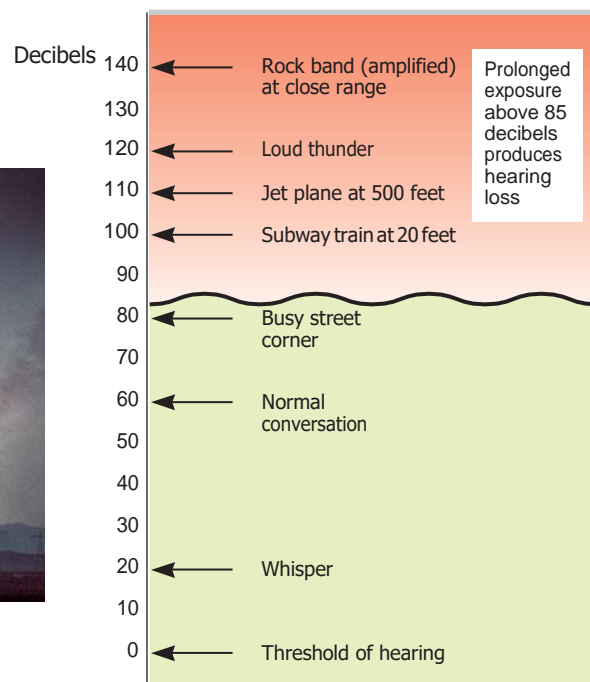 Decibels
140
Rock band (amplified)
at close range
Prolonged
exposure
above 85
decibels
produces
hearing
loss
130
120
Loud thunder
110
Jet plane at 500 feet
100
Subway train at 20 feet
90
80
Busy street
corner
70
60
Normal
conversation
50
40
30
20
Whisper
10
0
Threshold of hearing